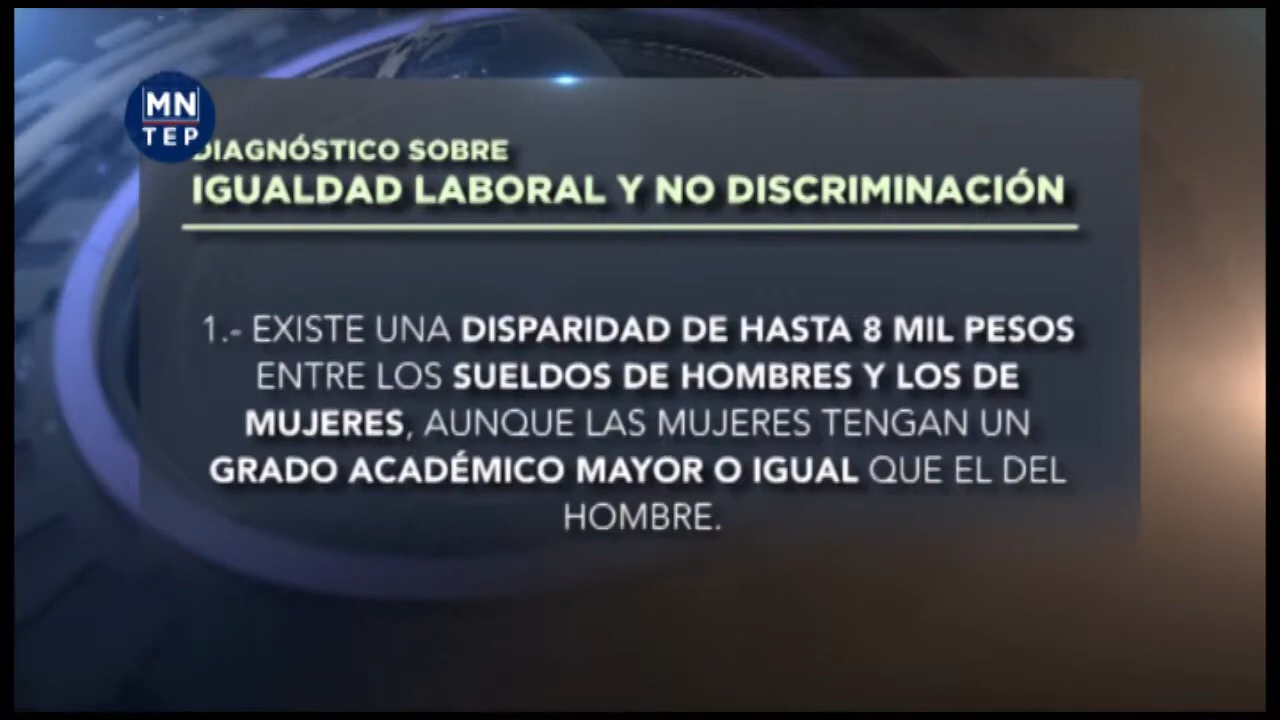 MN
TEP
DIAGNÓSTICO SOBRE
IGUALDAD LABORAL Y NO DISCRIMINACIÓN
1.- EXISTE UNA DISPARIDAD DE HASTA 8 MIL PESOS
ENTRE LOS SUELDOS DE HOMBRES Y LOS DE
MUJERES, AUNQUE LAS MUJERES TENGAN UN
GRADO ACADÉMICO MAYOR O IGUAL QUE EL DEL
HOMBRE.